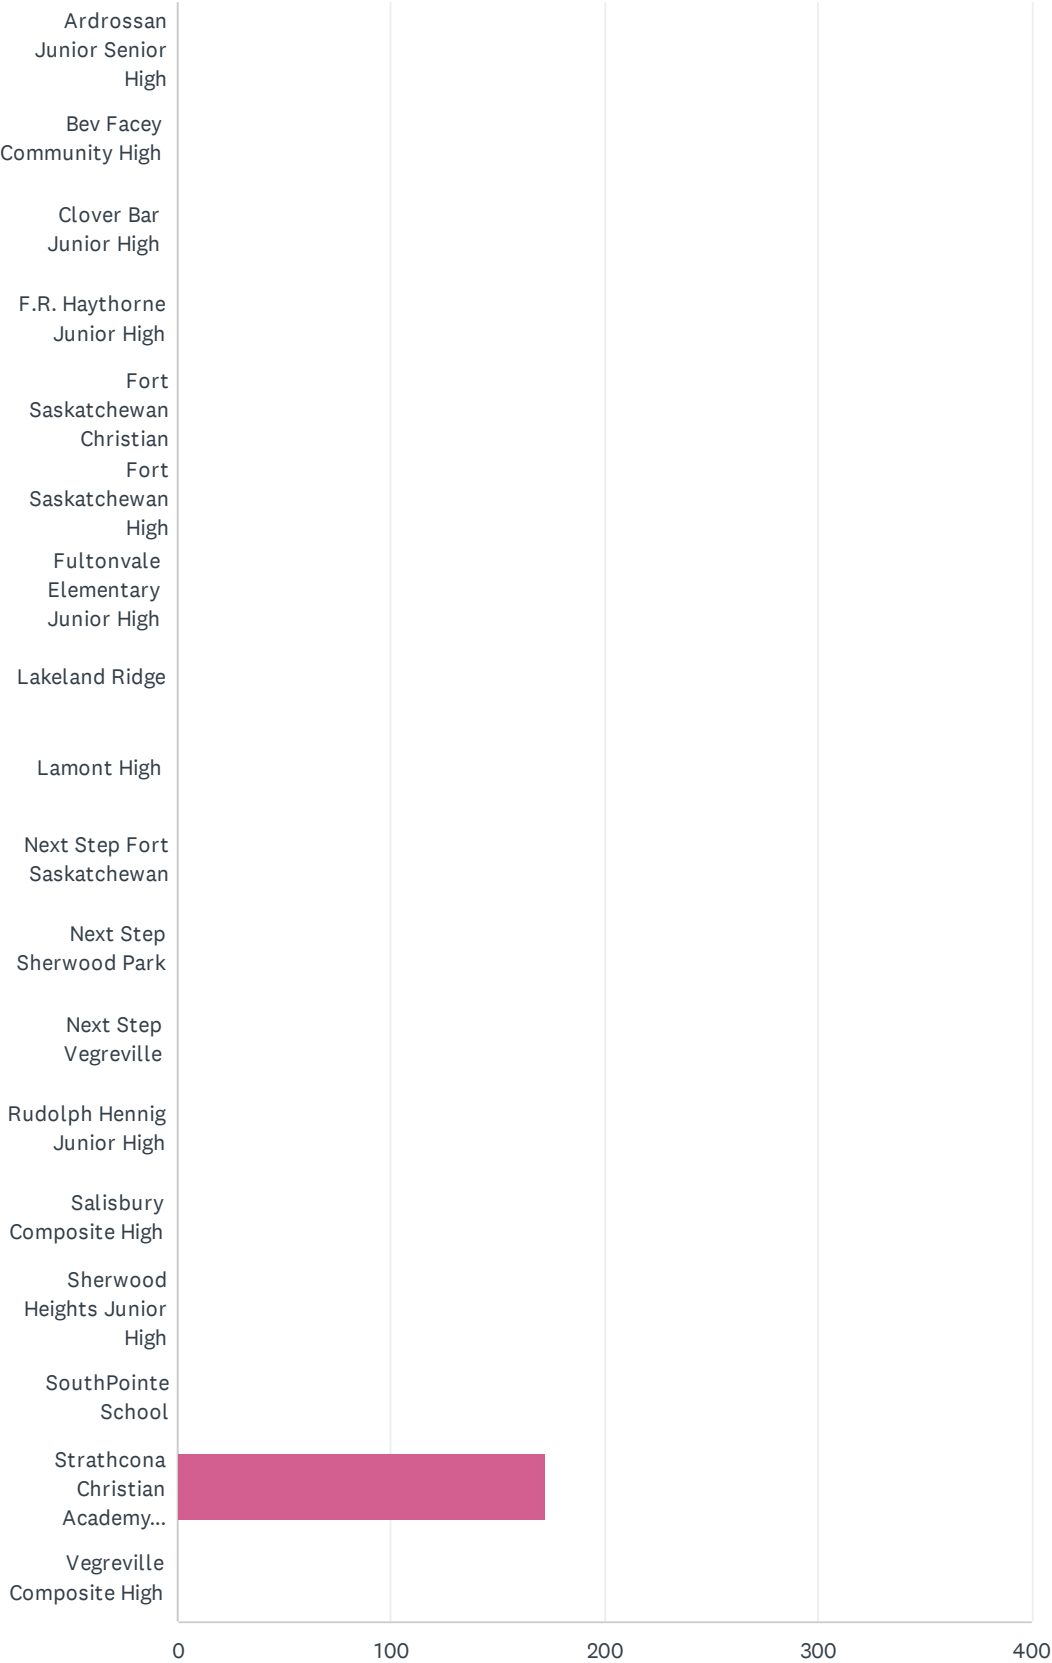 Ardrossan
Junior Senior
High
Bev Facey
Community High
Clover Bar
Junior High
F.R. Haythorne
Junior High
Fort
Saskatchewan
Christian
Fort
Saskatchewan
High
Fultonvale
Elementary
Junior High
Lakeland Ridge
Lamont High
Next Step Fort
Saskatchewan
Next Step
Sherwood Park
Next Step
Vegreville
Rudolph Hennig
Junior High
Salisbury
Composite High
Sherwood
Heights Junior
High
SouthPointe
School
Strathcona
Christian
Academy...
Vegreville
Composite High
0 100 200 300 400